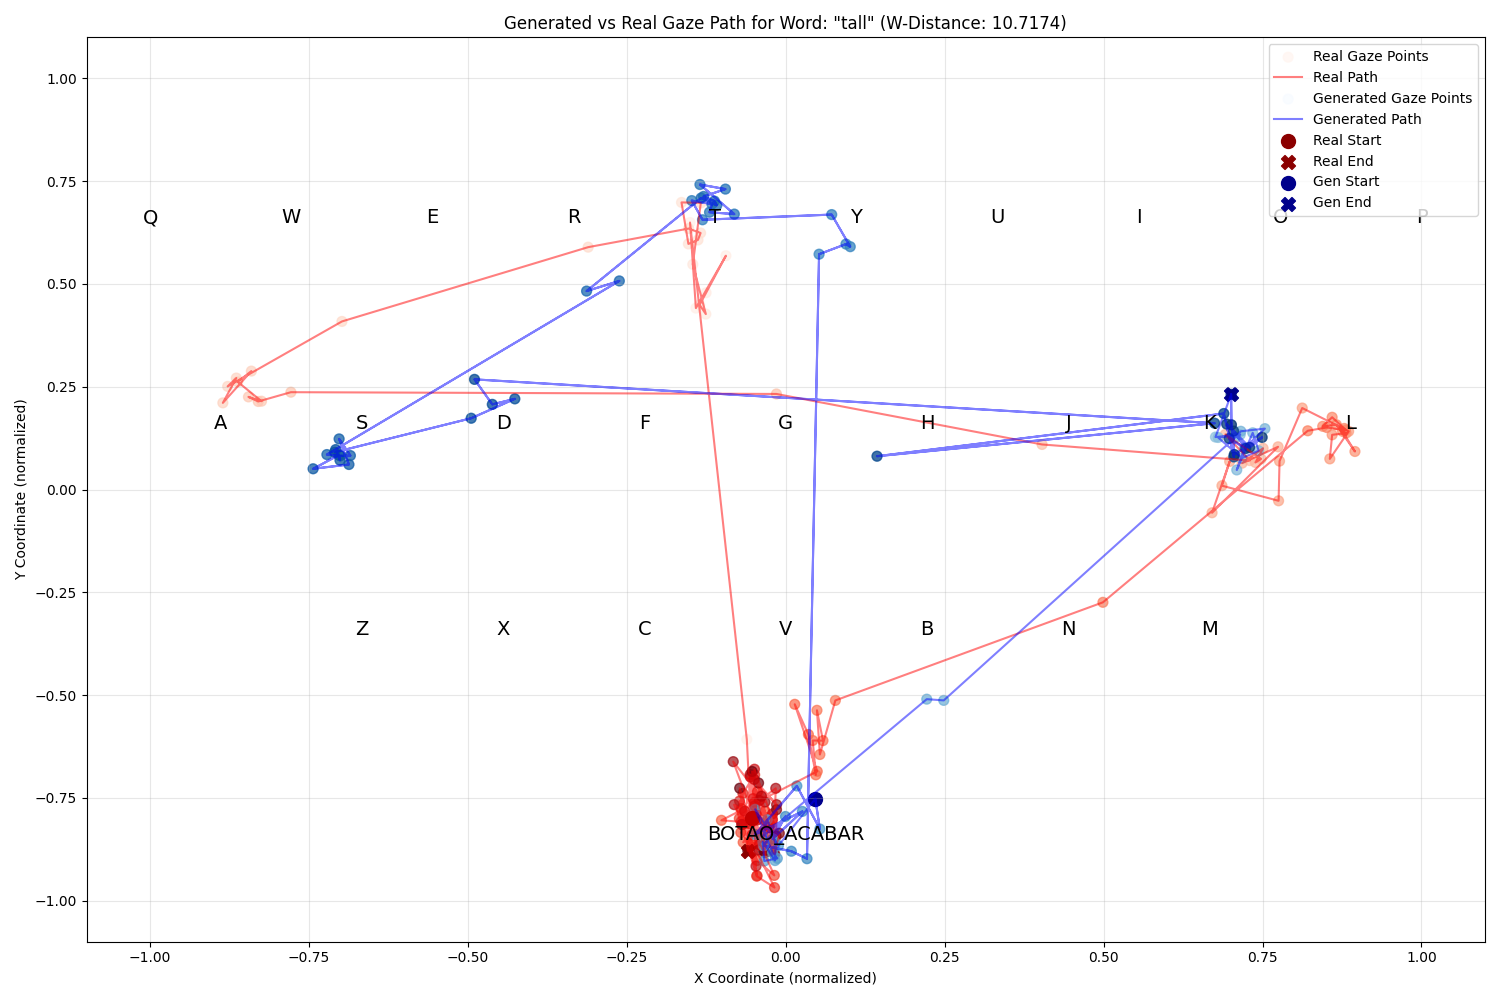 Generated vs Real Gaze Path for Word: "tall" (W-Distance: 10.7174)
Real Gaze Points
Real Path
Generated Gaze Points
Generated Path
Real Start
Real End
Gen Start
Gen End
1.00
0.75
0.50
0.25
0.00
−0.25
−0.50
−0.75
−1.00
Y Coordinate (normalized)
Q W E R T Y U I O P
A S D F G H J K L
Z X C V B N M
BOTAO_ACABAR
−1.00 −0.75 −0.50 −0.25 0.00 0.25 0.50 0.75 1.00
X Coordinate (normalized)